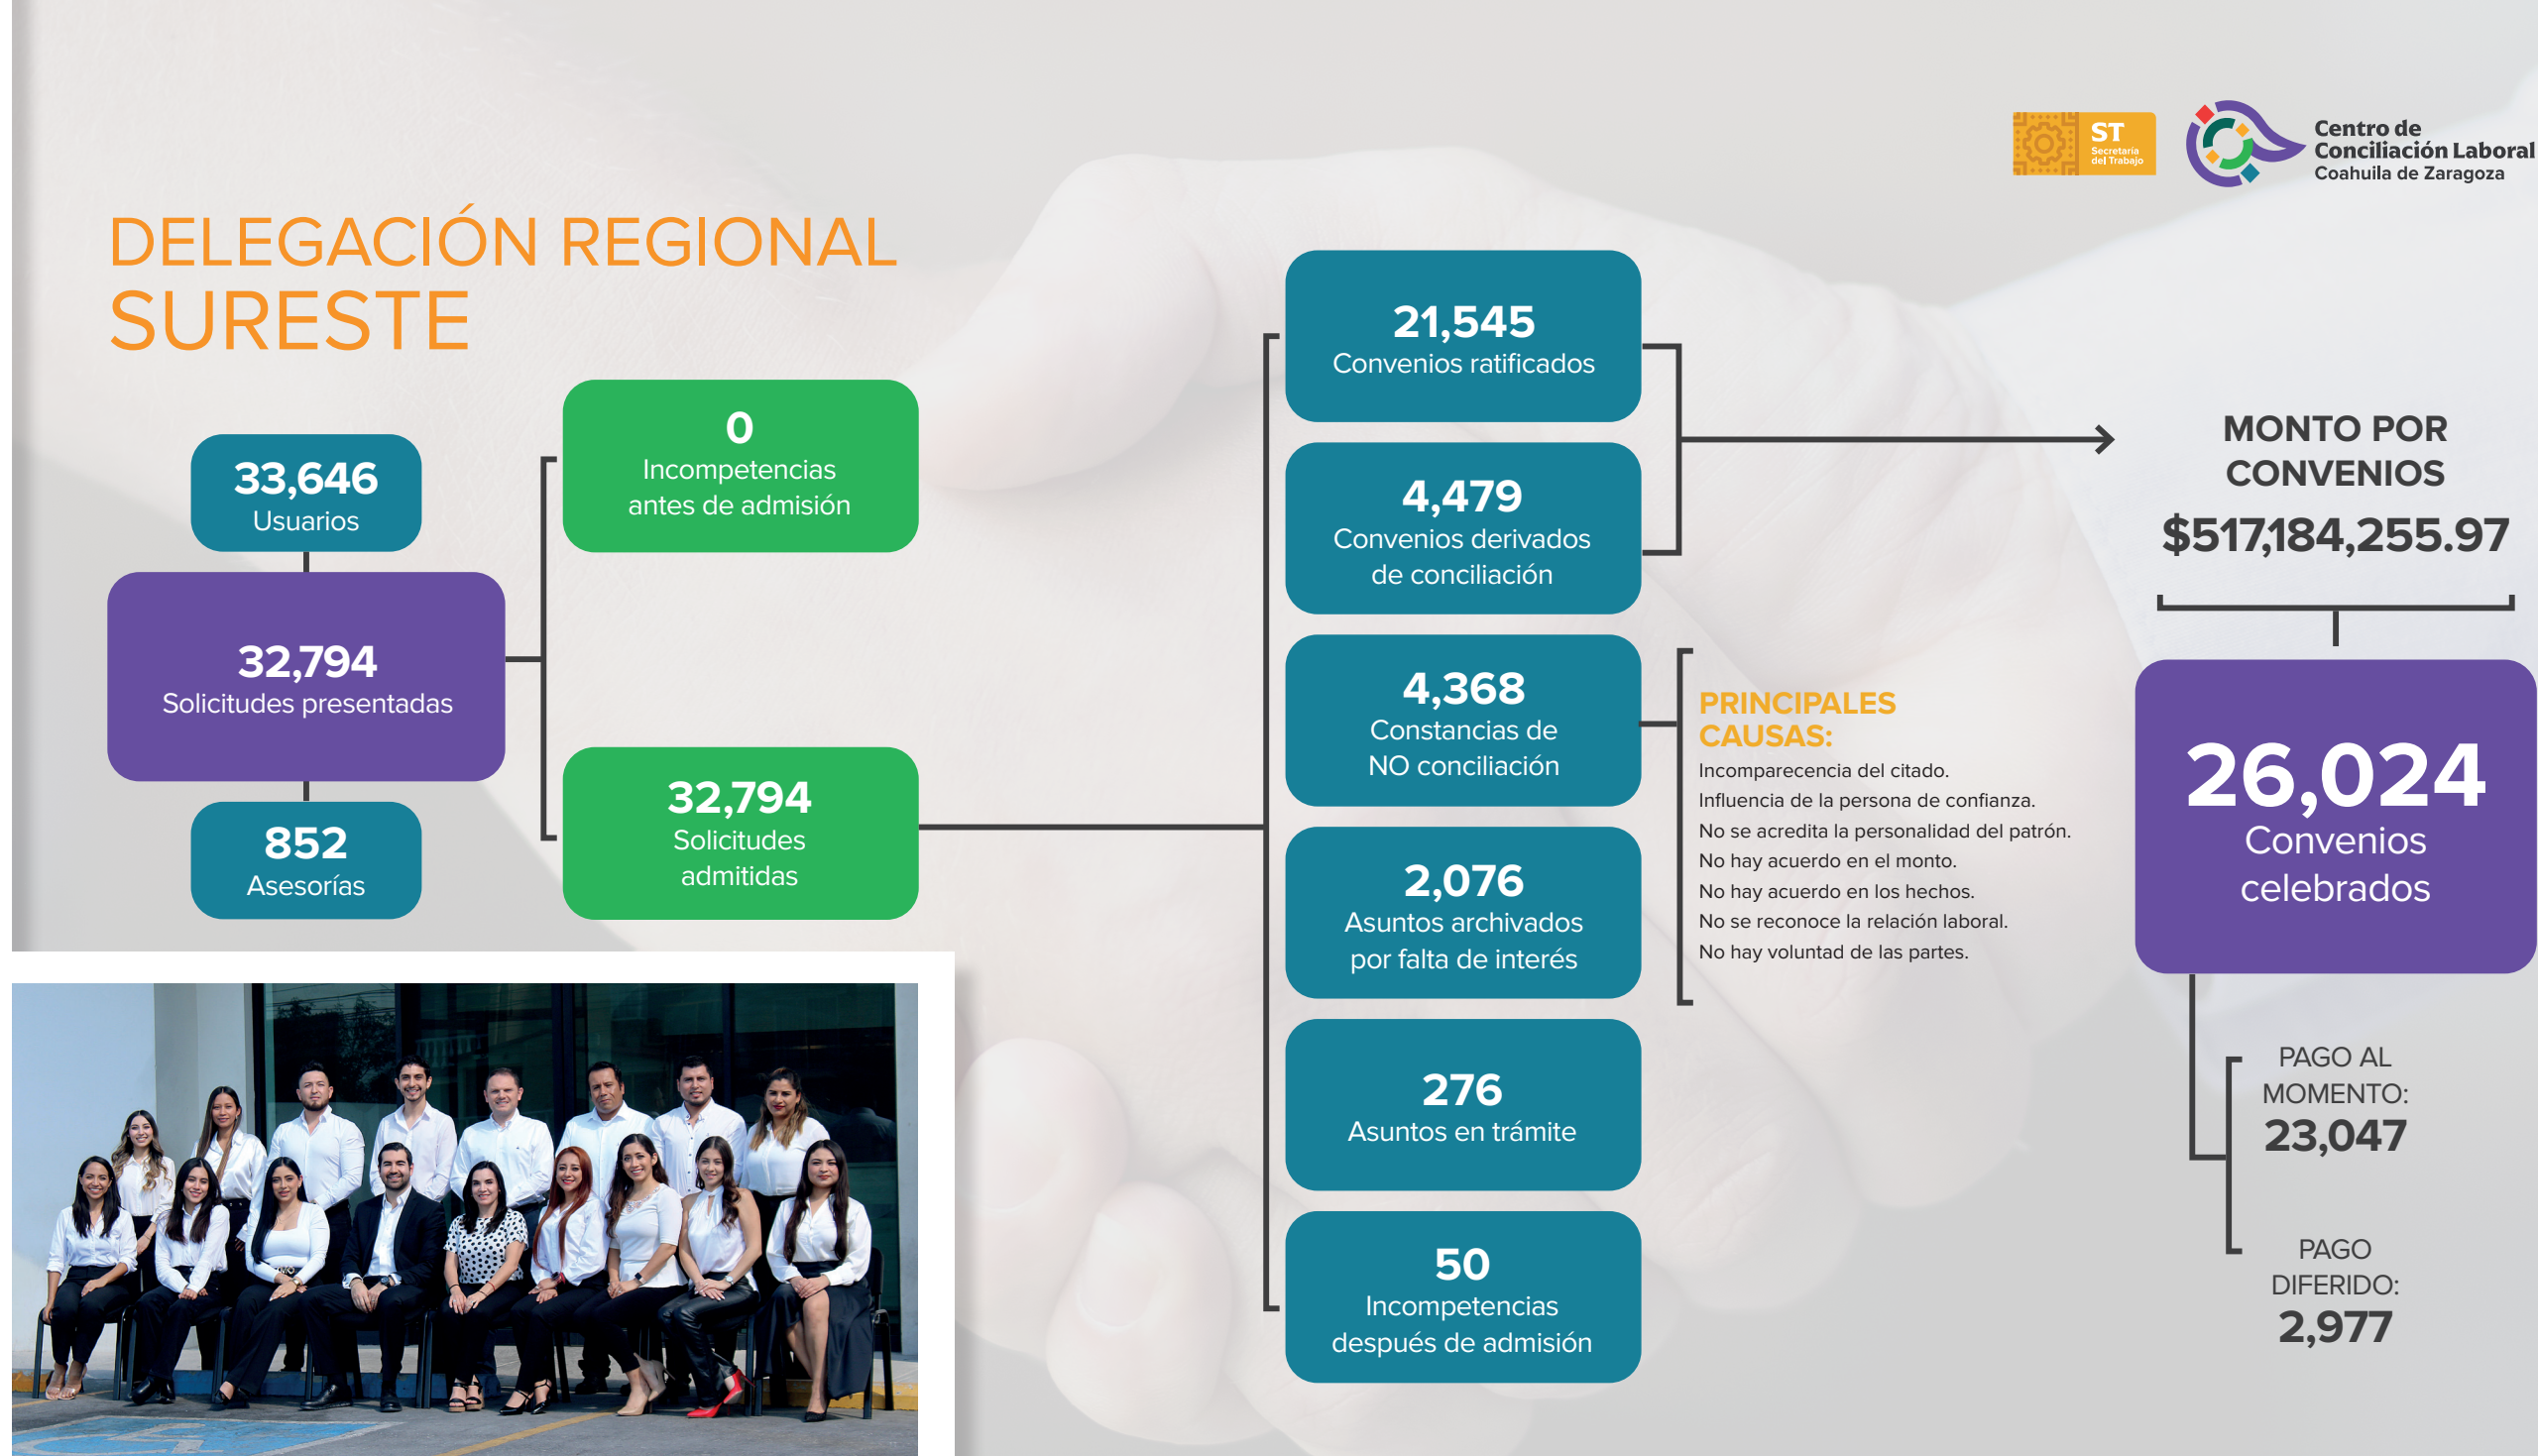 ST
Secretaría
del Trabajo
Centro de
Conciliación Laboral
Coahuila de Zaragoza
DELEGACIÓN REGIONAL
SURESTE
33,646
Usuarios
32,794
Solicitudes presentadas
852
Asesorías
0
Incompetencias
antes de admisión
32,794
Solicitudes
admitidas
21,545
Convenios ratificados
4,479
Convenios derivados
de conciliación
4,368
Constancias de
NO conciliación
2,076
Asuntos archivados
por falta de interés
276
Asuntos en trámite
50
Incompetencias
después de admisión
PRINCIPALES
CAUSAS:
Incomparecencia del citado.
Influencia de la persona de confianza.
No se acredita la personalidad del patrón.
No hay acuerdo en el monto.
No hay acuerdo en los hechos.
No se reconoce la relación laboral.
No hay voluntad de las partes.
MONTO POR
CONVENIOS
$517,184,255.97
26,024
Convenios
celebrados
PAGO AL
MOMENTO:
23,047
PAGO
DIFERIDO:
2,977